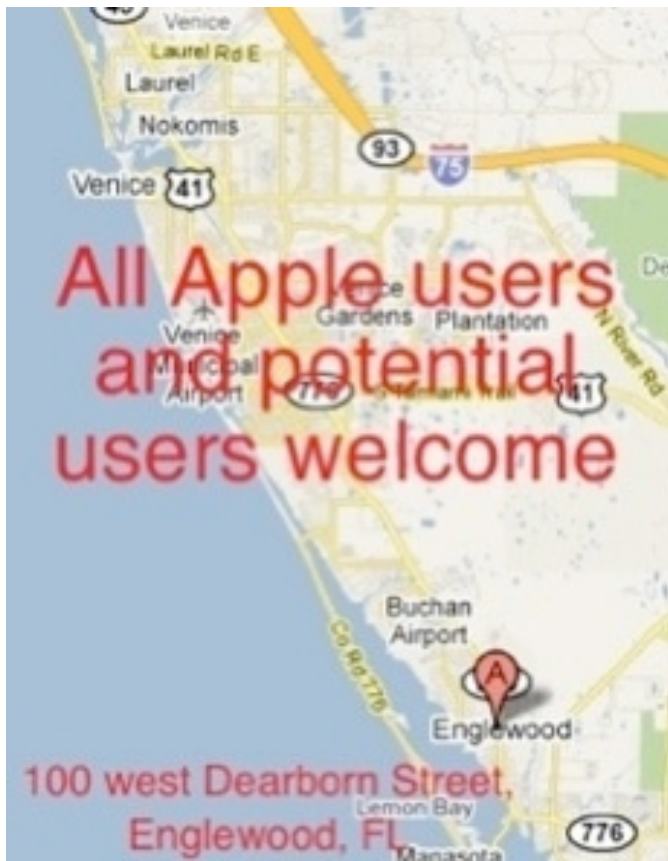 Venice
Laurel Rd E
Laurel
Nokomis
93
75
Venice 41
All Apple users
Gardens Plantation
N River Rd
Venice
Municipal
Airport
and potential
41
users welcome
Buchan
Airport
Co Rd 776
A
Englewood
100 west Dearborn Street,
Lemon Bay
Englewood, FL
776
Manasota